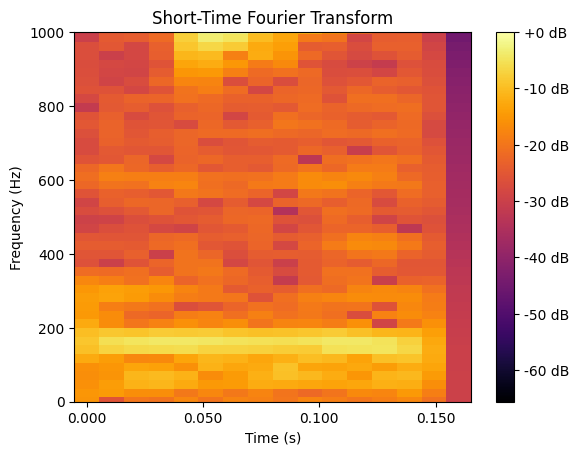 Short-Time Fourier Transform
1000
800
600
400
200
0
Frequency (Hz)
0.000
0.050
0.100
0.150
Time (s)
+0 dB
-10 dB
-20 dB
-30 dB
-40 dB
-50 dB
-60 dB